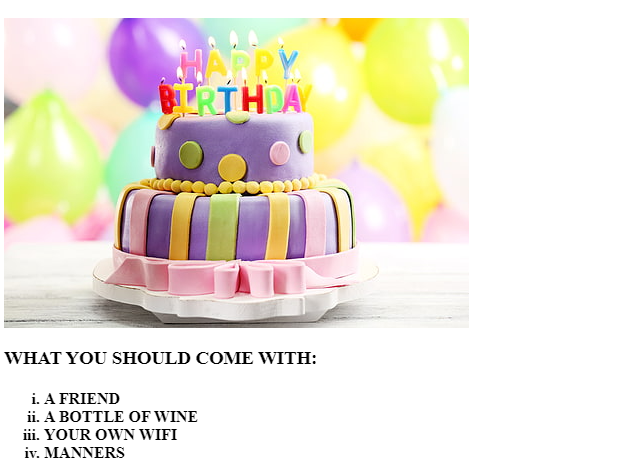 HAPPY
BIRTHDAY
WHAT YOU SHOULD COME WITH:
i. A FRIEND
ii. A BOTTLE OF WINE
iii. YOUR OWN WIFI
iv. MANNERS